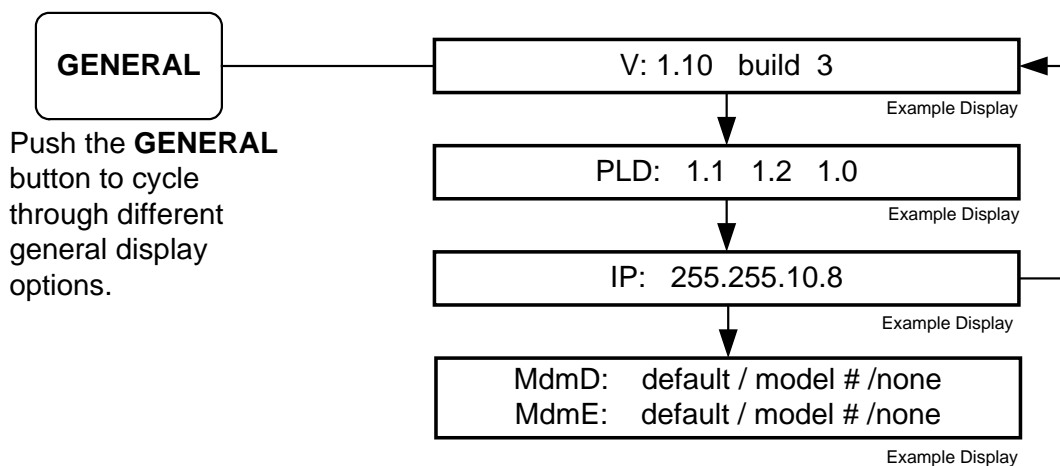 GENERAL
Push the GENERAL
button to cycle
through different
general display
options.
V: 1.10 build 3
Example Display
PLD: 1.1 1.2 1.0
Example Display
IP: 255.255.10.8
Example Display
MdmD: default / model # /none
MdmE: default / model # /none
Example Display